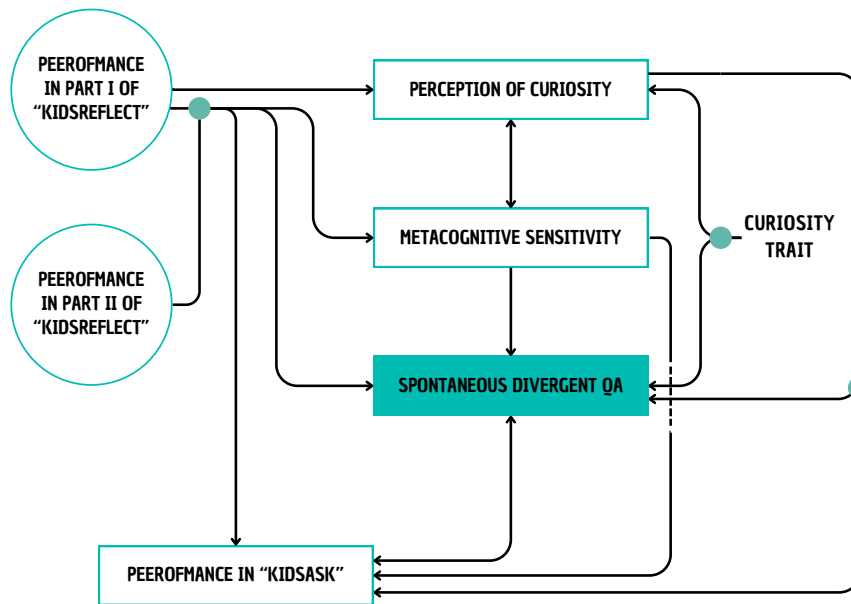 PEEROFMANCE
IN PART I OF
“KIDSREFLECT”
PERCEPTION OF CURIOSITY
METACOGNITIVE SENSITIVITY
CURIOSITY
TRAIT
PEEROFMANCE
IN PART II OF
“KIDSREFLECT”
SPONTANEOUS DIVERGENT QA
PEEROFMANCE IN “KIDSASK”